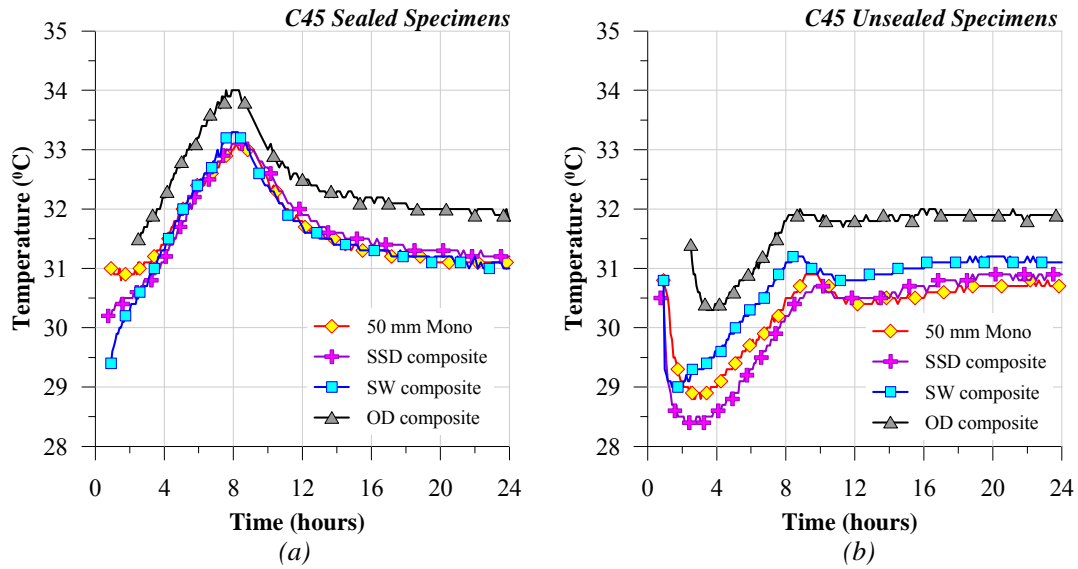 C45 Sealed Specimens
35
34
33
32
31
30
29
28
Temperature (⁰C)
50 mm Mono
SSD composite
SW composite
OD composite
0 4 8 12 16 20 24
Time (hours)
(a)
C45 Unsealed Specimens
35
34
33
32
31
30
29
28
Temperature (⁰C)
50 mm Mono
SSD composite
SW composite
OD composite
0 4 8 12 16 20 24
Time (hours)
(b)